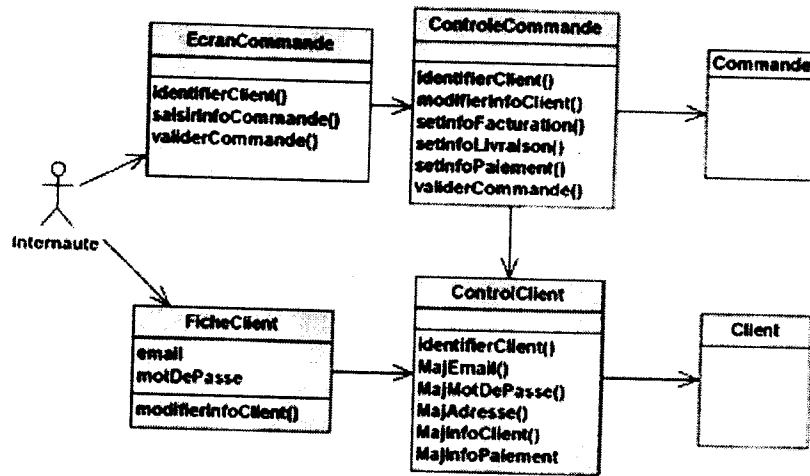 EcranCommande
identifierClient()
saisirInfoCommande()
validerCommande()
ControleCommande
identifierClient()
modifierInfoClient()
setInfoFacturation()
setInfoLivraison()
setInfoPaiement()
validerCommande()
Commande
Internaute
FicheClient
email
motDePasse
modifierInfoClient()
ControlClient
identifierClient()
MajEmail()
MajMotDePasse()
MajAdresse()
MajInfoClient()
MajInfoPaiement
Client